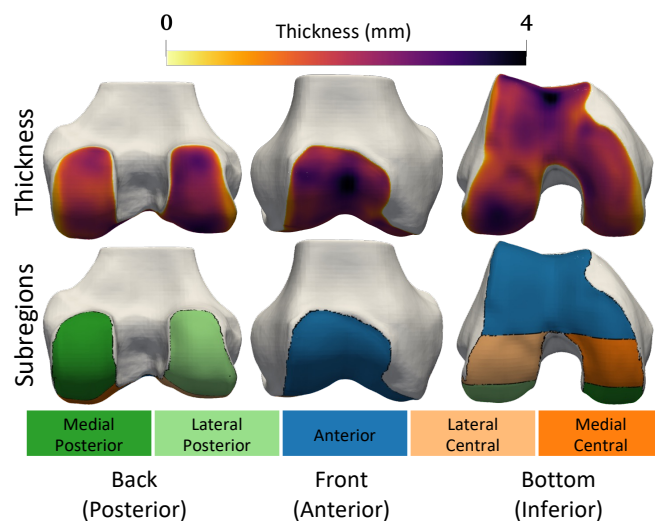 0
Thickness (mm)
4
Thickness
Subregions
Medial
Posterior
Lateral
Posterior
Anterior
Lateral
Central
Medial
Central
Back
(Posterior)
Front
(Anterior)
Bottom
(Inferior)